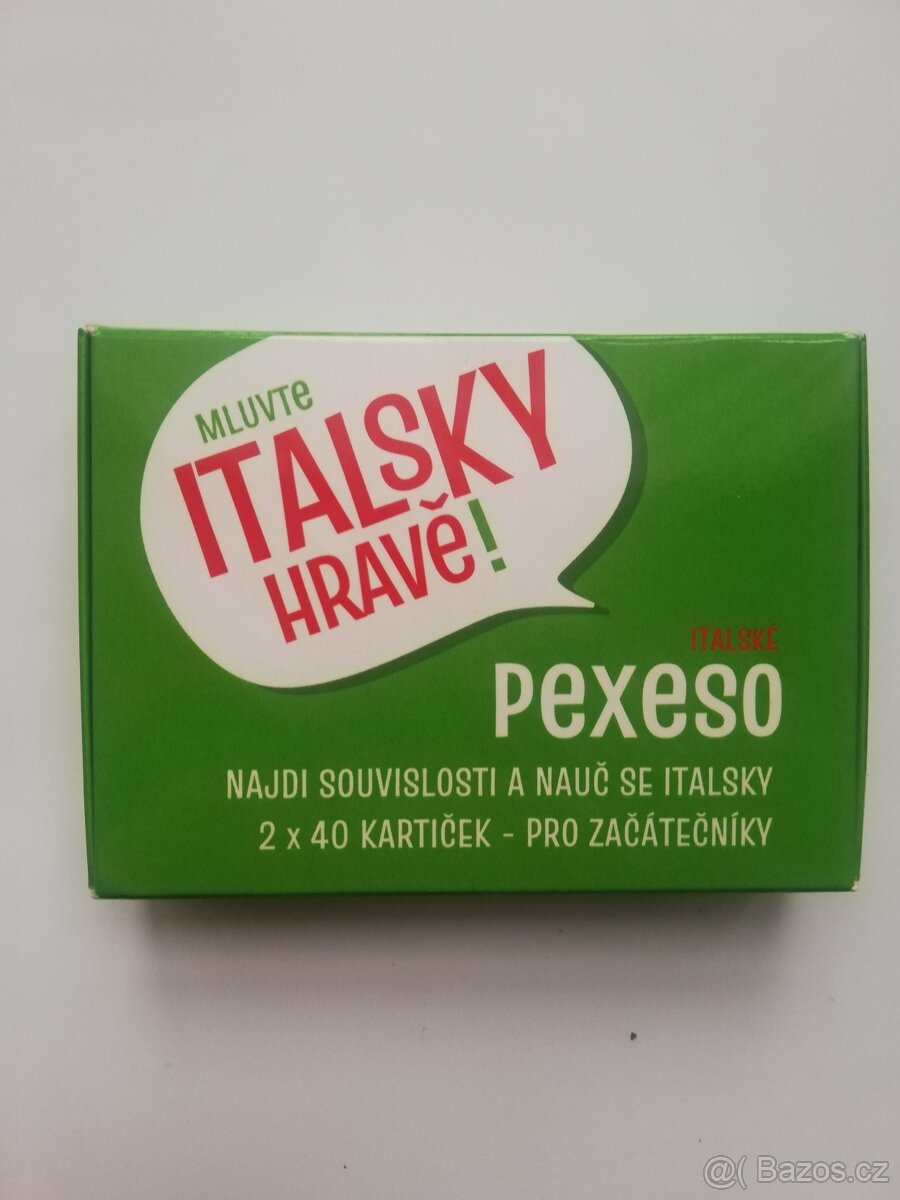 MLUVTe
ITALSKY
HRAVě!
ITALSKÉ
PeXeSO
NAJDI SOUVISLOSTI A NAUČ SE ITALSKY
2 x 40 KARTIČEK - PRO ZAČÁTEČNÍKY
@( Bazos.cz